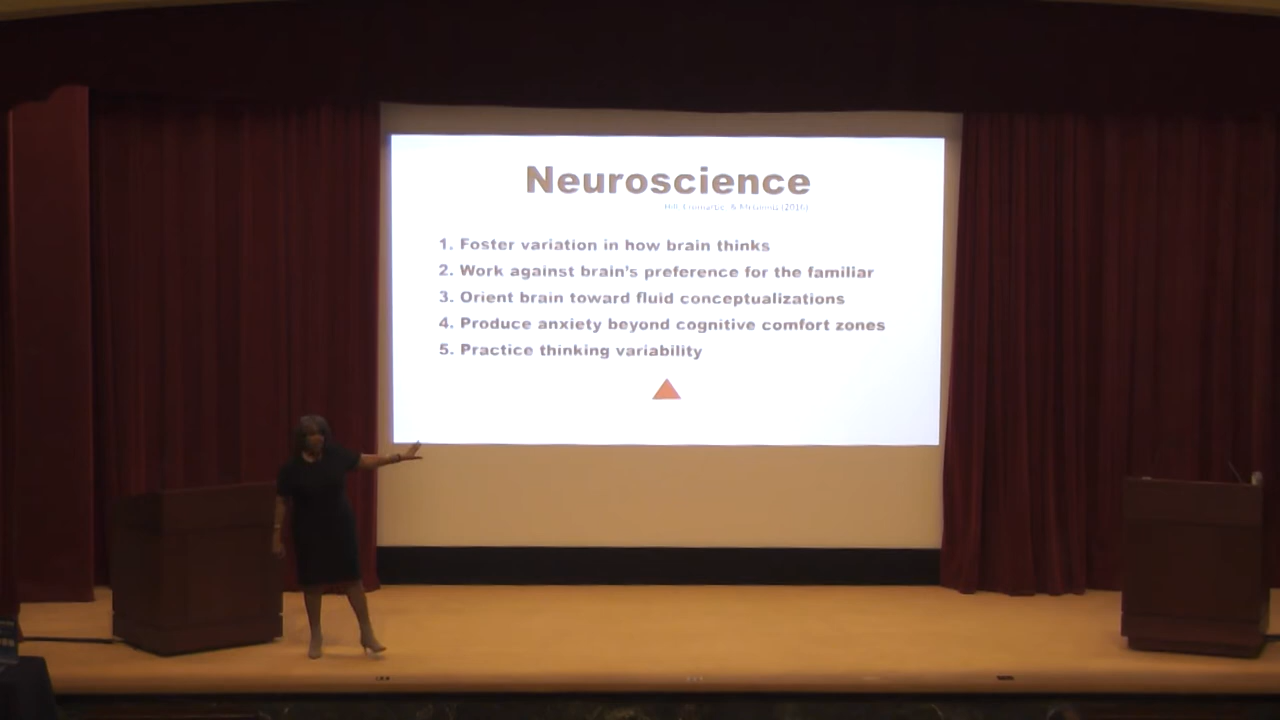 Neuroscience
(2016)
1. Foster variation in how brain thinks
2. Work against brain's preference for the familiar
3. Orient brain toward fluid conceptualizations
4. Produce anxiety beyond cognitive comfort zones
5. Practice thinking variability